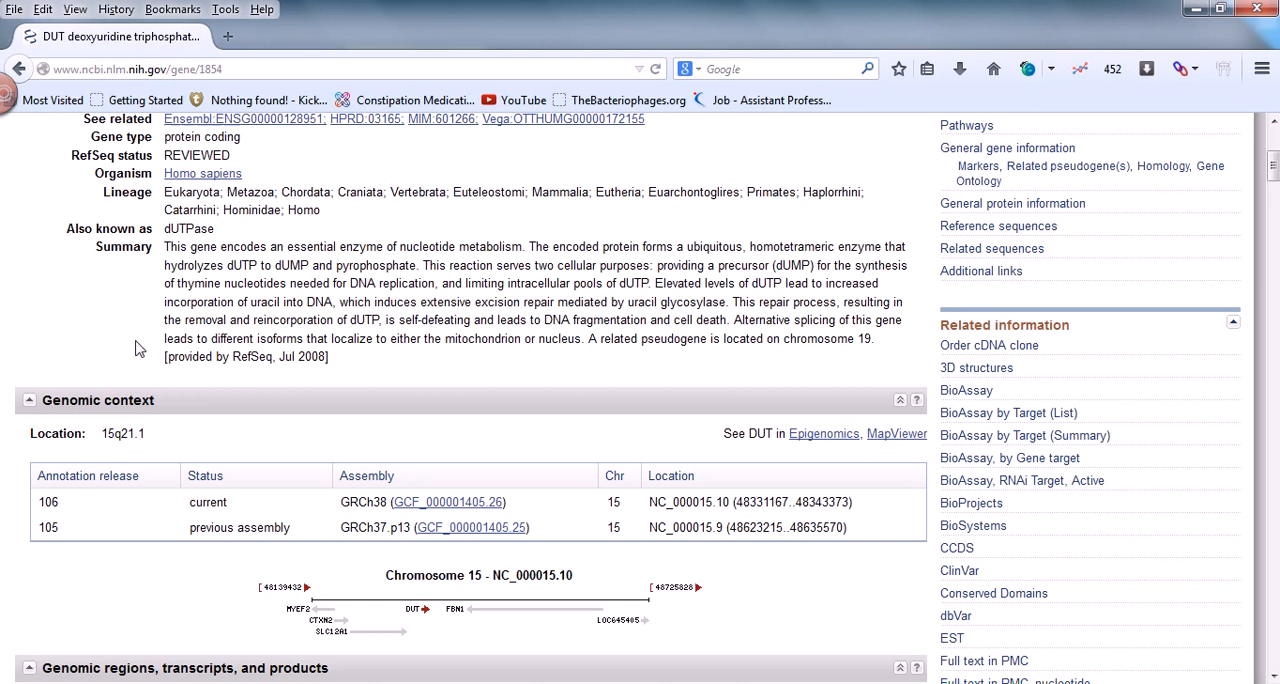 File Edit View History Bookmarks Tools Help
DUT deoxyuridine triphosphat...
www.ncbi.nlm.nih.gov/gene/1854
Google
452
Most Visited Getting Started Nothing found! - Kick... Constipation Medicati... YouTube TheBacteriophages.org Job - Assistant Profess...
See related Ensembl:ENSG00000128951; HPRD:03165; MIM:601266; Vega:OTTHUMG00000172155
Gene type protein coding
RefSeq status REVIEWED
Organism Homo sapiens
Lineage Eukaryota; Metazoa; Chordata; Craniata; Vertebrata; Euteleostomi; Mammalia; Eutheria; Euarchontoglires; Primates; Haplorrhini;
Catarrhini; Hominidae; Homo
Also known as dUTPase
Summary This gene encodes an essential enzyme of nucleotide metabolism. The encoded protein forms a ubiquitous, homotetrameric enzyme that
hydrolyzes dUTP to dUMP and pyrophosphate. This reaction serves two cellular purposes: providing a precursor (dUMP) for the synthesis
of thymine nucleotides needed for DNA replication, and limiting intracellular pools of dUTP. Elevated levels of dUTP lead to increased
incorporation of uracil into DNA, which induces extensive excision repair mediated by uracil glycosylase. This repair process, resulting in
the removal and reincorporation of dUTP, is self-defeating and leads to DNA fragmentation and cell death. Alternative splicing of this gene
leads to different isoforms that localize to either the mitochondrion or nucleus. A related pseudogene is located on chromosome 19.
[provided by RefSeq, Jul 2008]
Genomic context
Location: 15q21.1
See DUT in Epigenomics, MapViewer
Annotation release Status Assembly Chr Location
106 current GRCh38 (GCF_000001405.26) 15 NC_000015.10 (48331167..48343373)
105 previous assembly GRCh37.p13 (GCF_000001405.25) 15 NC_000015.9 (48623215..48635570)
Chromosome 15 - NC_000015.10
[48139432 [48725828
MYEF2 DUT FBN1
CTXN2 LOC645405
SLC12A1
Genomic regions, transcripts, and products
Pathways
General gene information
Markers, Related pseudogene(s), Homology, Gene
Ontology
General protein information
Reference sequences
Related sequences
Additional links
Related information
Order cDNA clone
3D structures
BioAssay
BioAssay by Target (List)
BioAssay by Target (Summary)
BioAssay, by Gene target
BioAssay, RNAi Target, Active
BioProjects
BioSystems
CCDS
ClinVar
Conserved Domains
dbVar
EST
Full text in PMC
Full text in PMC, nucleotide